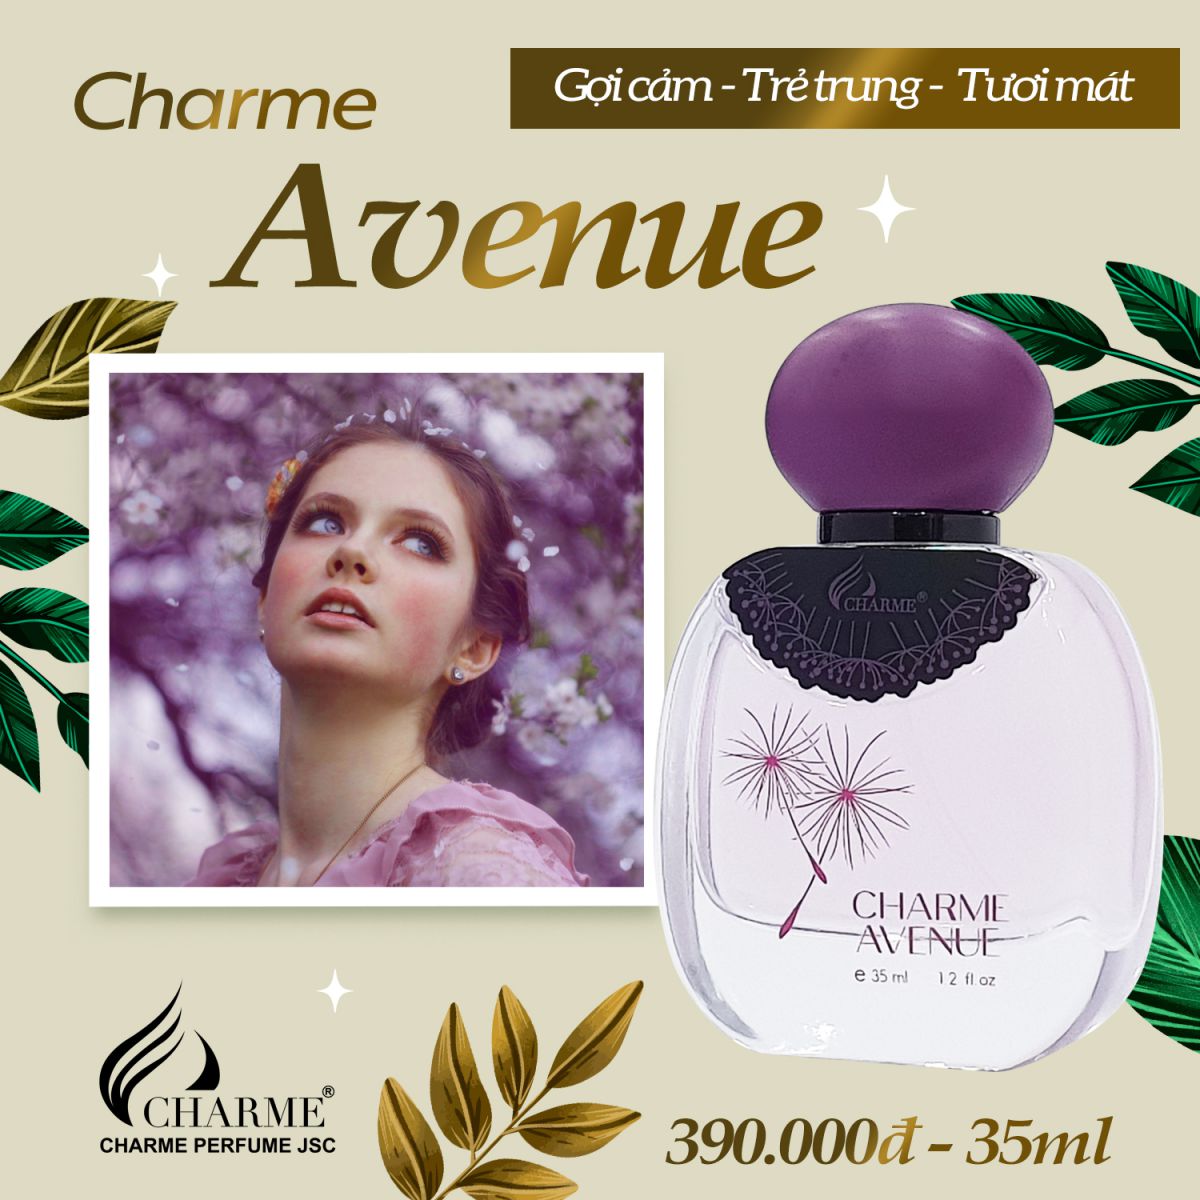 Charme
Gợi cảm - Trẻ trung - Tươi mát
Avenue
CHARME®
CHARME
AVENUE
e 35 ml 1.2 fl.oz
CHARME®
CHARME PERFUME JSC
390.000đ - 35ml